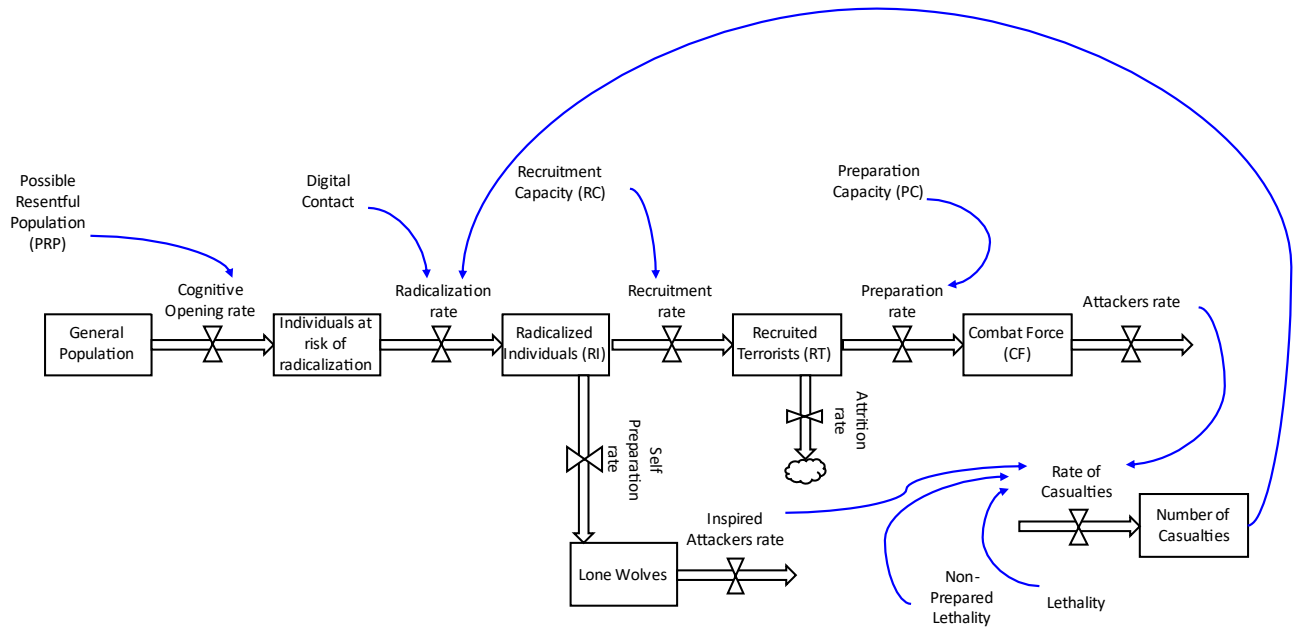 Possible
Resentful
Population
(PRP)
Digital
Contact
Recruitment
Capacity (RC)
Preparation
Capacity (PC)
Cognitive
Opening rate
Radicalization
rate
Recruitment
rate
Preparation
rate
Attackers rate
General
Population
Individuals at
risk of
radicalization
Radicalized
Individuals (RI)
Recruited
Terrorists (RT)
Combat Force
(CF)
Self
Preparation
rate
Attrition
rate
Rate of
Casualties
Number of
Casualties
Inspired
Attackers rate
Lone Wolves
Non-
Prepared
Lethality
Lethality